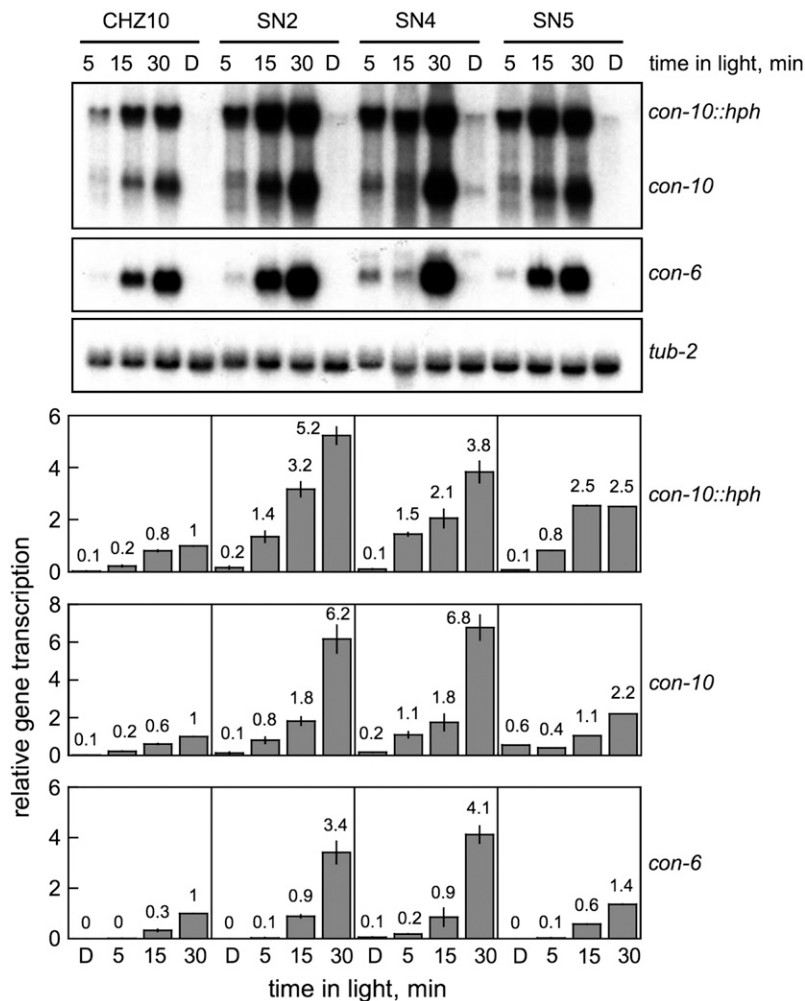 CHZ10 SN2 SN4 SN5
5 15 30 D 5 15 30 D 5 15 30 D 5 15 30 D time in light, min
con-10::hph
con-10
con-6
tub-2
relative gene transcription
6
4
2
0
0.1 0.2 0.8 1 0.2 1.4 3.2 5.2 0.1 1.5 2.1 3.8 0.1 0.8 2.5 2.5
con-10::hph
8
6
4
2
0
0.1 0.2 0.6 1 0.1 0.8 1.8 6.2 0.2 1.1 1.8 6.8 0.6 0.4 1.1 2.2
con-10
6
4
2
0
0 0 0.3 1 0 0.1 0.9 3.4 0.1 0.2 0.9 4.1 0 0.1 0.6 1.4
con-6
D 5 15 30 D 5 15 30 D 5 15 30 D 5 15 30
time in light, min